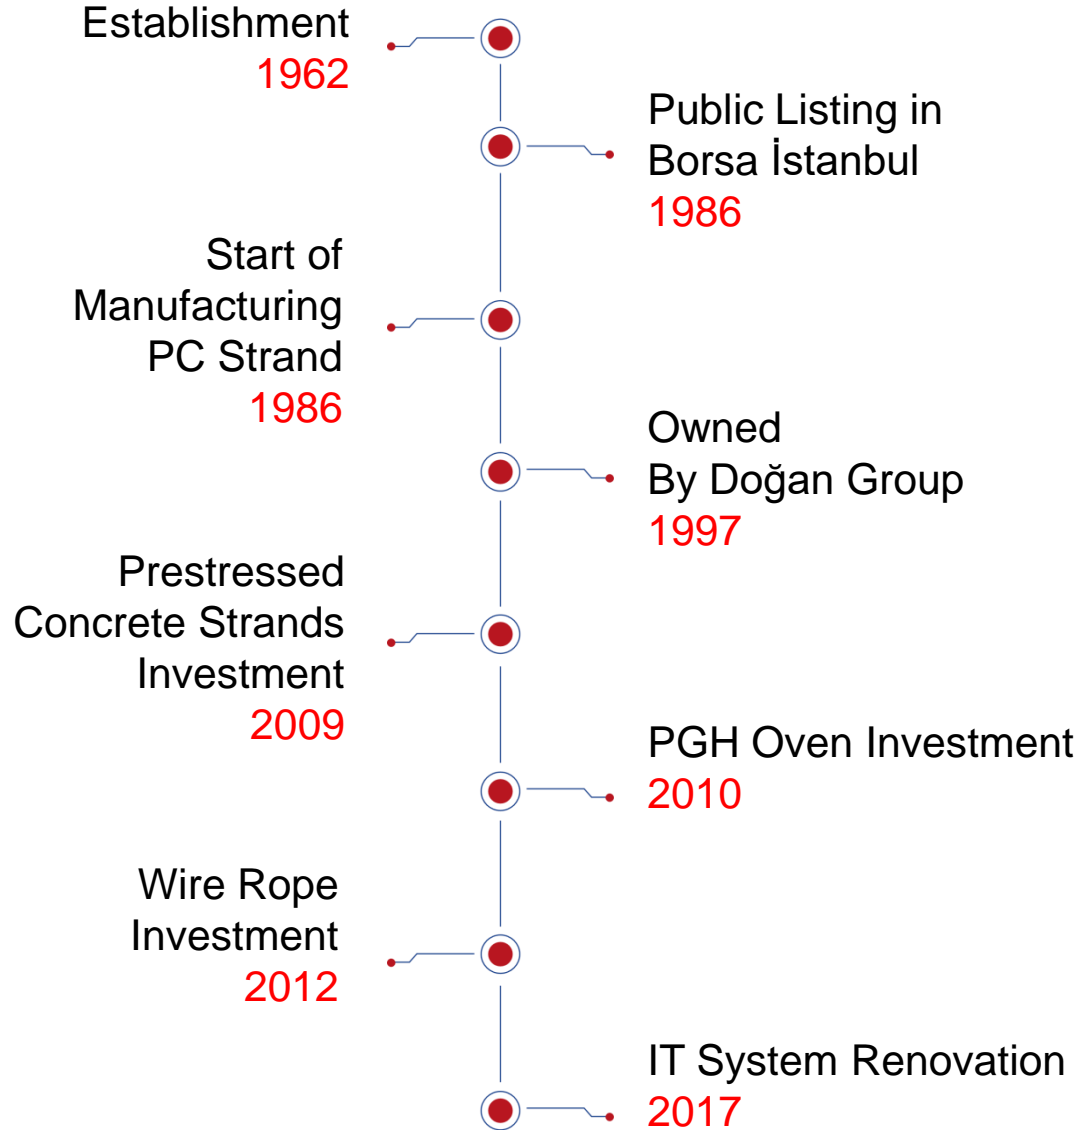 Establishment
1962
Public Listing in
Borsa İstanbul
1986
Start of
Manufacturing
PC Strand
1986
Owned
By Doğan Group
1997
Prestressed
Concrete Strands
Investment
2009
PGH Oven Investment
2010
Wire Rope
Investment
2012
IT System Renovation
2017